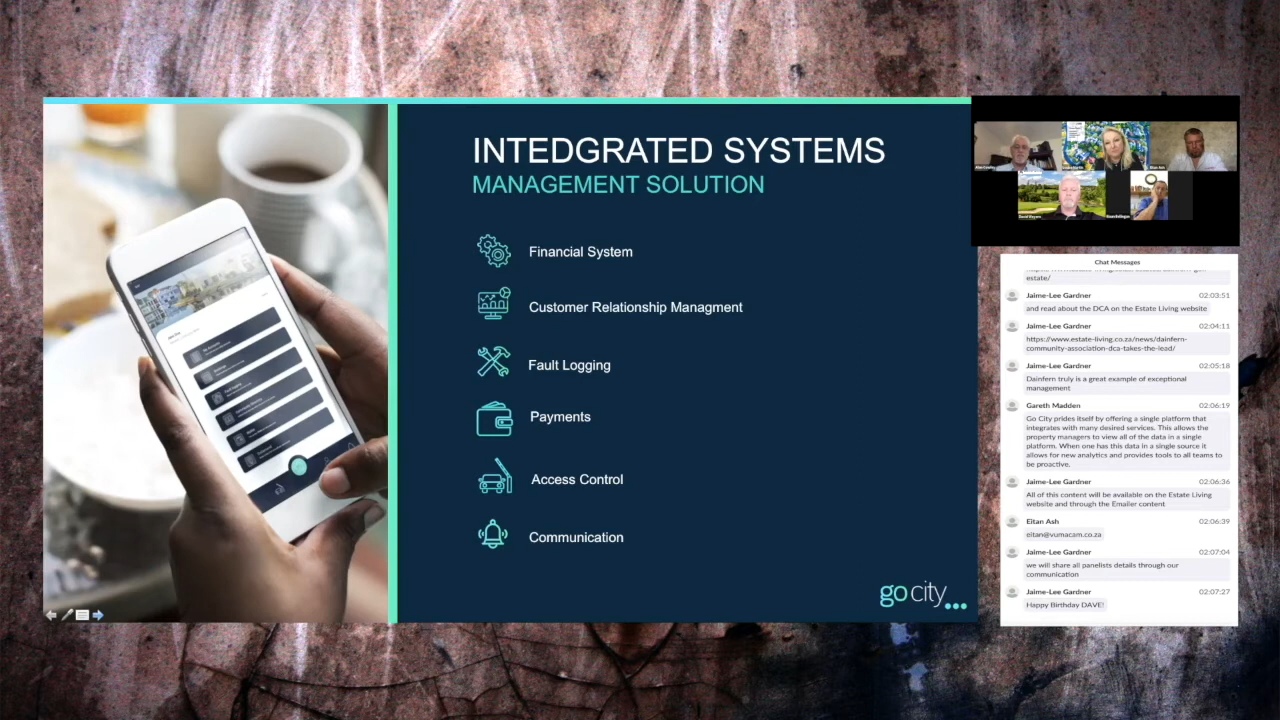 INTEDGRATED SYSTEMS
MANAGEMENT SOLUTION
Financial System
Customer Relationship Managment
Fault Logging
Payments
Access Control
Communication
go city...
Eitan Ash
David Mayers
Chat Messages
estate/
Jaime-Lee Gardner 02:03:51
and read about the DCA on the Estate Living website
Jaime-Lee Gardner 02:04:11
https://www.estate-living.co.za/news/dainfern-
community-association-dca-takes-the-lead/
Jaime-Lee Gardner 02:05:18
Dainfern truly is a great example of exceptional
management
Gareth Madden 02:06:19
Go City prides itself by offering a single platform that
integrates with many desired services. This allows the
property managers to view all of the data in a single
platform. When one has this data in a single source it
allows for new analytics and provides tools to all teams to
be proactive.
Jaime-Lee Gardner 02:06:36
All of this content will be available on the Estate Living
website and through the Emailer content
Eitan Ash 02:06:39
eitan@vumacam.co.za
Jaime-Lee Gardner 02:07:04
we will share all panelists details through our
communication
Jaime-Lee Gardner 02:07:27
Happy Birthday DAVE!